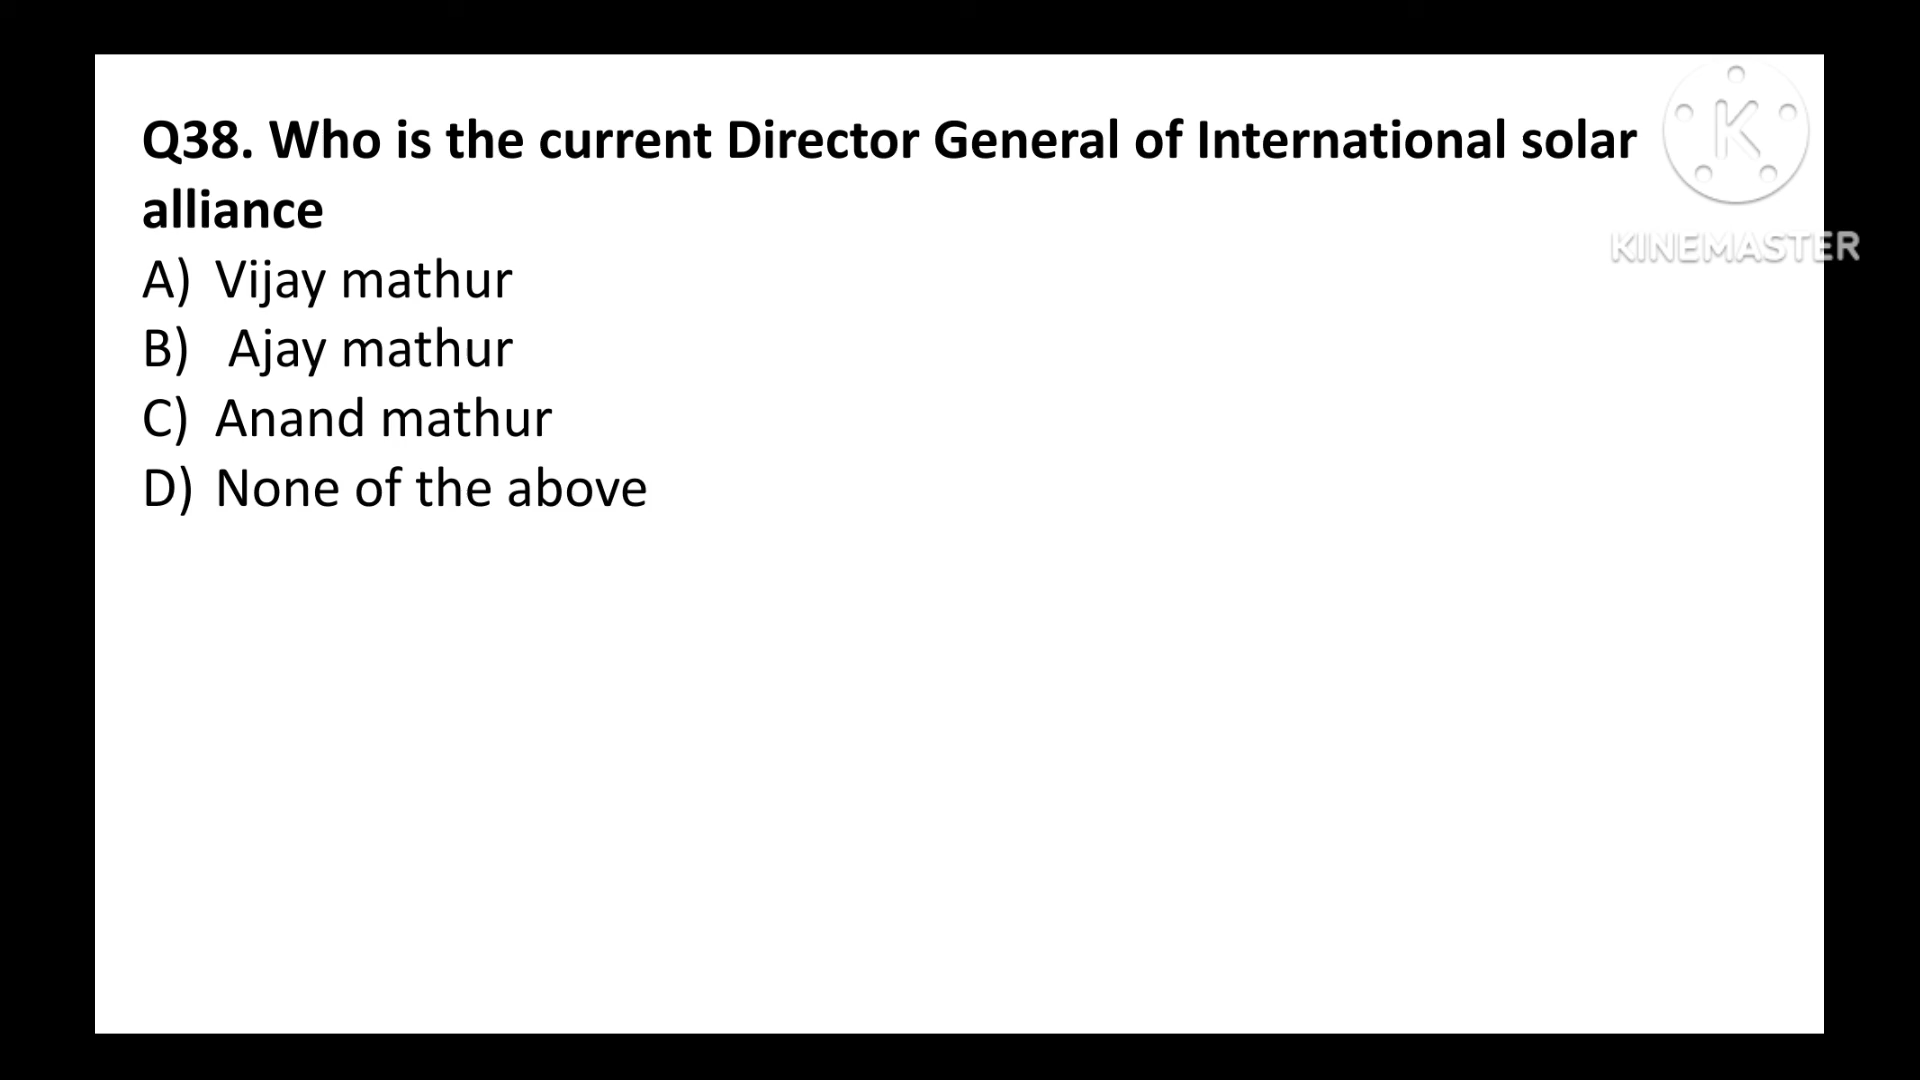 Q38. Who is the current Director General of International solar
alliance
A) Vijay mathur
B) Ajay mathur
C) Anand mathur
D) None of the above
K
KINEMASTER